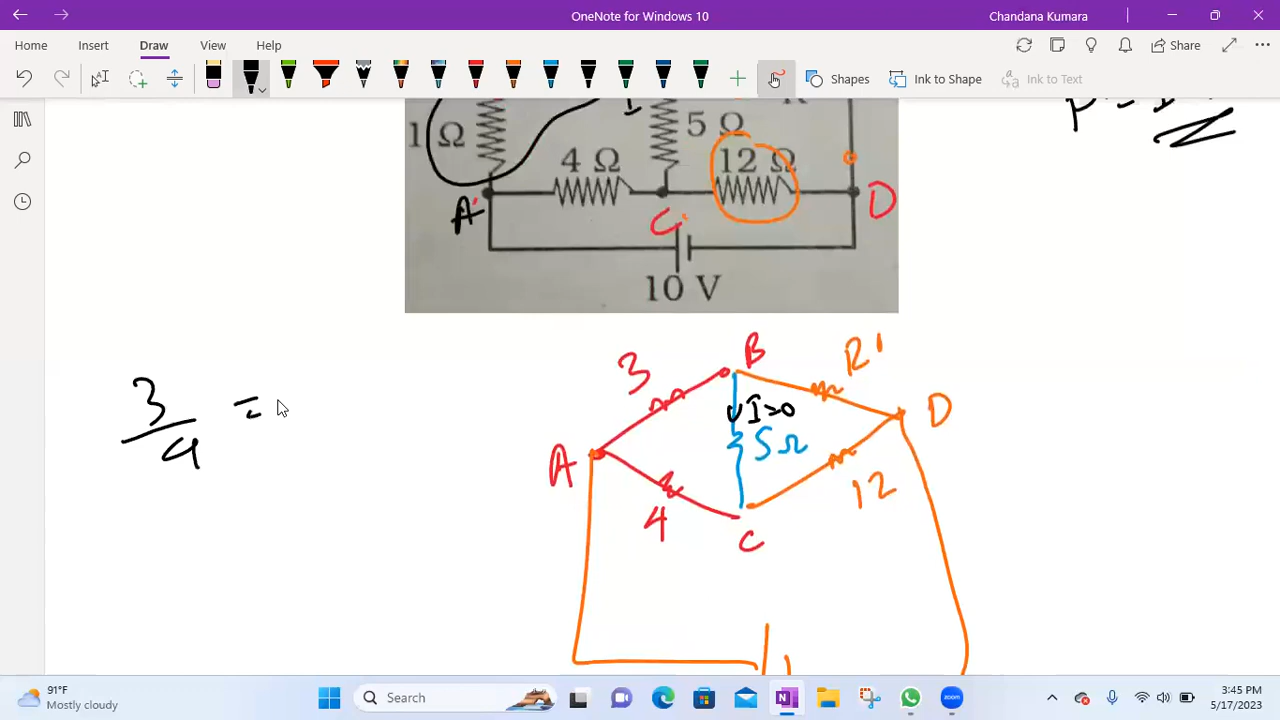 OneNote for Windows 10
Chandana Kumara
Home Insert Draw View Help
Share
Shapes
Ink to Shape
Ink to Text
1 Ω
I
5 Ω
4 Ω
12 Ω
A'
C
D
10 V
3
B
R'
I=0
5Ω
D
A
12
4
C
3/4 =
91°F
Mostly cloudy
Search
3:45 PM
5/17/2023